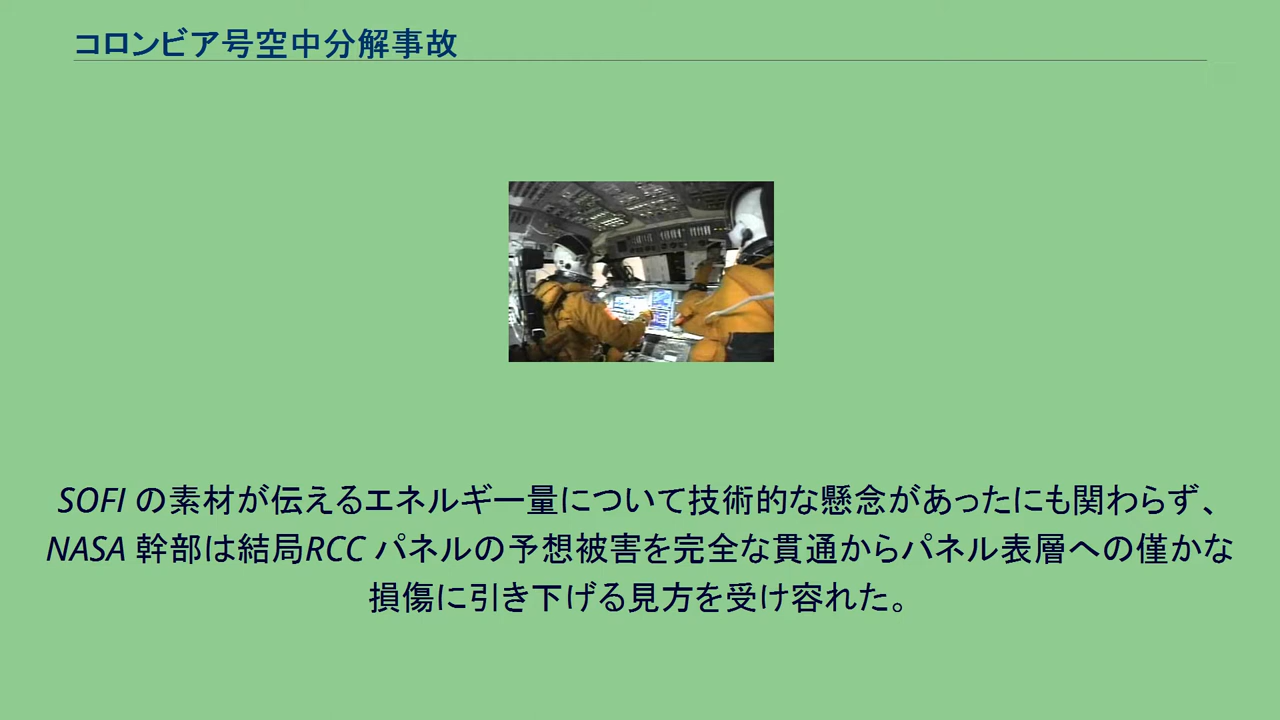 コロンビア号空中分解事故
SOFI の素材が伝えるエネルギー量について技術的な懸念があったにも関わらず、
NASA 幹部は結局RCC パネルの予想被害を完全な貫通からパネル表層への僅かな
損傷に引き下げる見方を受け容れた。